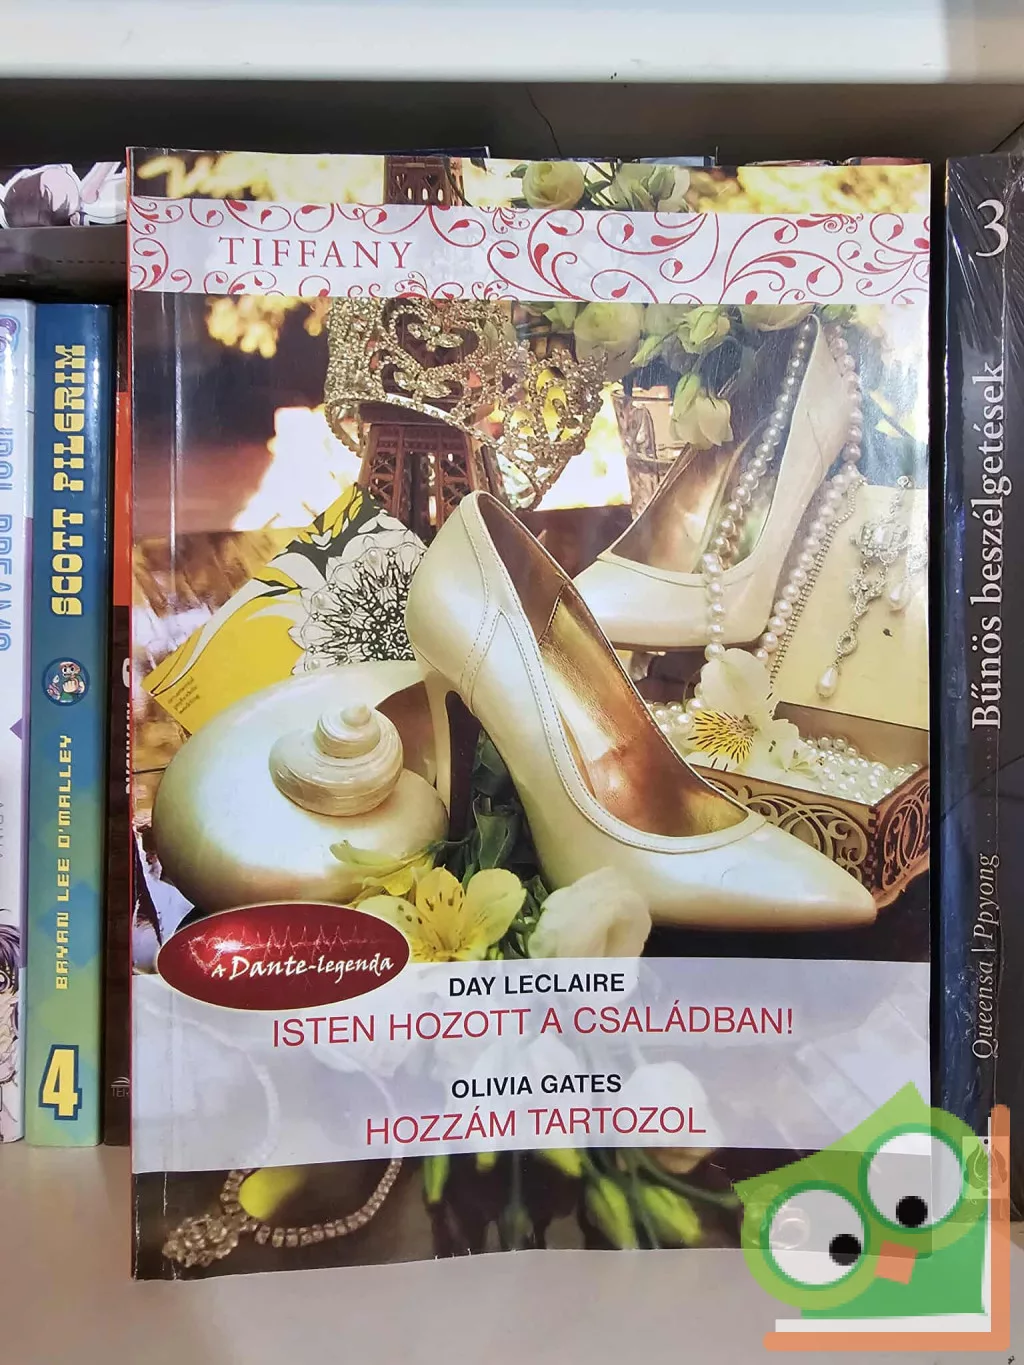 TIFFANY
A Dante-legenda
DAY LECLAIRE
ISTEN HOZOTT A CSALÁDBAN!
OLIVIA GATES
HOZZÁM TARTOZOL
SCOTT PILGRIM
BRYAN LEE O'MALLEY
4
3
Bűnös beszélgetések
Queensa | Ppyong